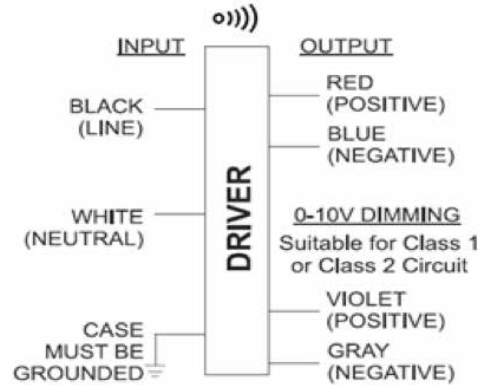 INPUT
BLACK
(LINE)
WHITE
(NEUTRAL)
CASE
MUST BE
GROUNDED
DRIVER
OUTPUT
RED
(POSITIVE)
BLUE
(NEGATIVE)
0-10V DIMMING
Suitable for Class 1
or Class 2 Circuit
VIOLET
(POSITIVE)
GRAY
(NEGATIVE)